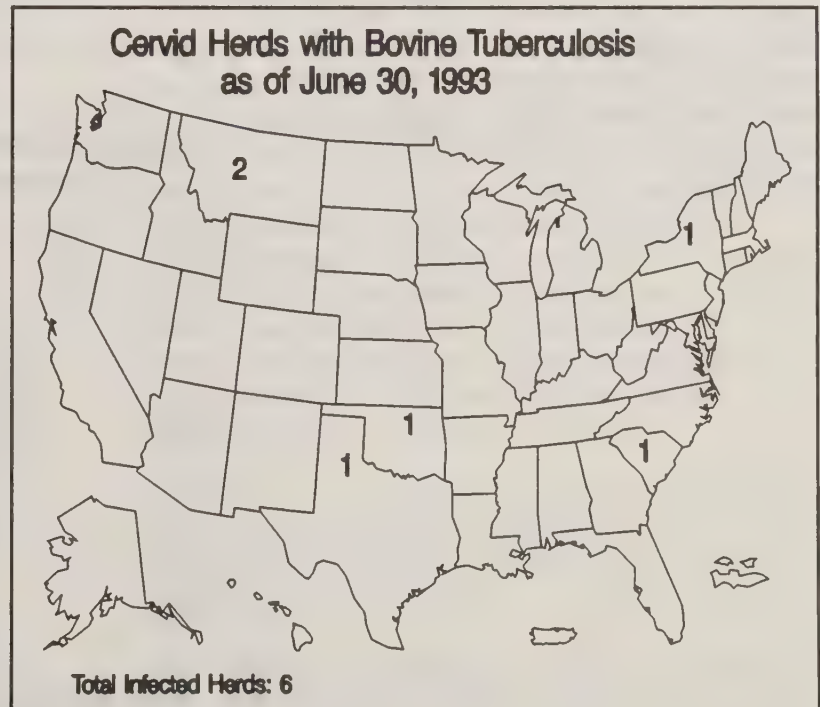 Cervid Herds with Bovine Tuberculosis
as of June 30, 1993
2
1
1
1
1
Total Infected Herds: 6